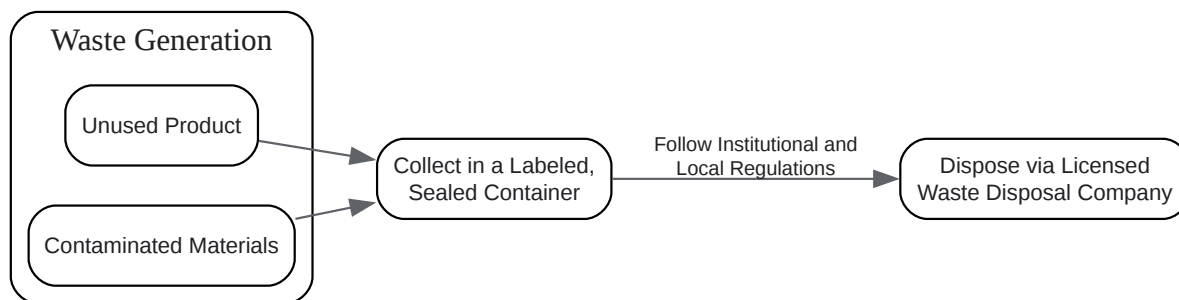 Waste Generation
Unused Product
Contaminated Materials
Collect in a Labeled,
Sealed Container
Follow Institutional and
Local Regulations
Dispose via Licensed
Waste Disposal Company